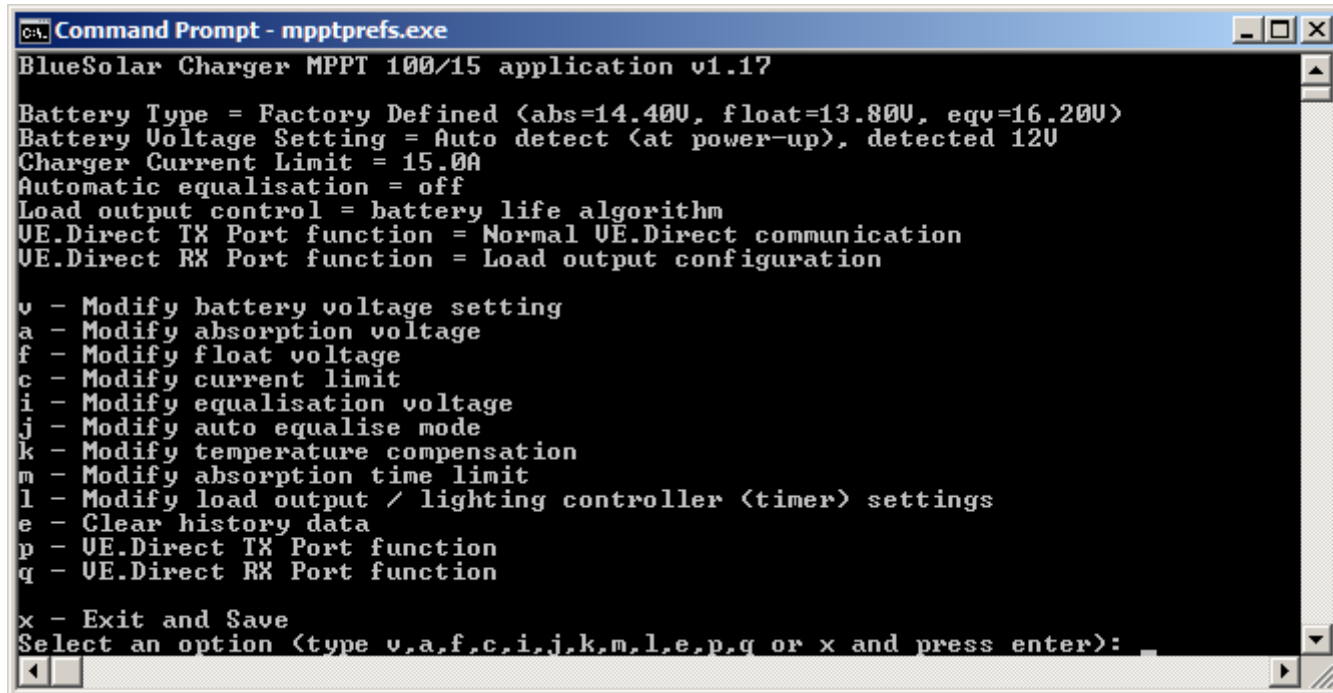 Command Prompt - mpptprefs.exe
BlueSolar Charger MPPT 100/15 application v1.17
Battery Type = Factory Defined (abs=14.40V, float=13.80V, eqv=16.20V)
Battery Voltage Setting = Auto detect (at power-up), detected 12V
Charger Current Limit = 15.0A
Automatic equalisation = off
Load output control = battery life algorithm
VE.Direct TX Port function = Normal VE.Direct communication
VE.Direct RX Port function = Load output configuration
v - Modify battery voltage setting
a - Modify absorption voltage
f - Modify float voltage
c - Modify current limit
i - Modify equalisation voltage
j - Modify auto equalise mode
k - Modify temperature compensation
m - Modify absorption time limit
l - Modify load output / lighting controller (timer) settings
e - Clear history data
p - VE.Direct TX Port function
q - VE.Direct RX Port function
x - Exit and Save
Select an option (type v,a,f,c,i,j,k,m,l,e,p,q or x and press enter): _